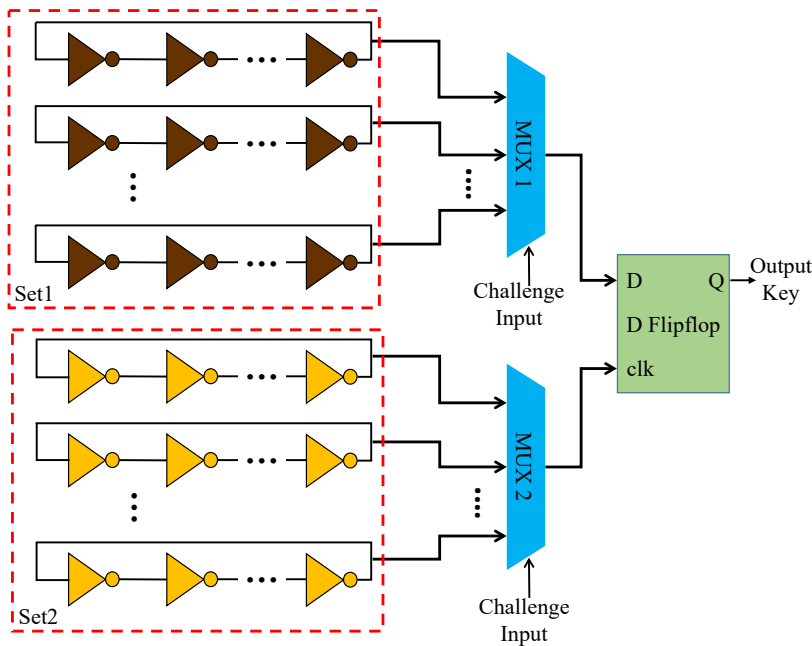 MUX 1
Set1
Challenge
Input
D
Q
Output
Key
D Flipflop
clk
MUX 2
Set2
Challenge
Input